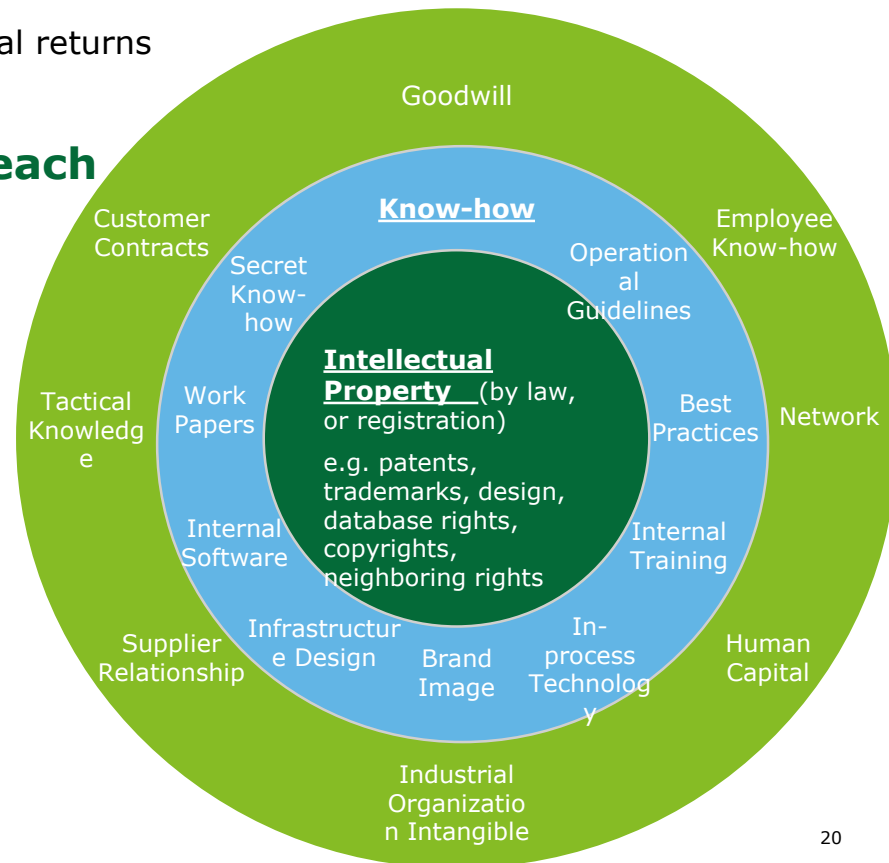 al returns
each
Goodwill
Know-how
Customer
Contracts
Employee
Know-how
Secret
Know-
how
Operation
al
Guidelines
Intellectual
Property (by law,
or registration)
e.g. patents,
trademarks, design,
database rights,
copyrights,
neighboring rights
Tactical
Knowledg
e
Work
Papers
Best
Practices
Network
Internal
Software
Internal
Training
Supplier
Relationship
Infrastructur
e Design
Brand
Image
In-
process
Technolog
y
Human
Capital
Industrial
Organizatio
n Intangible
20